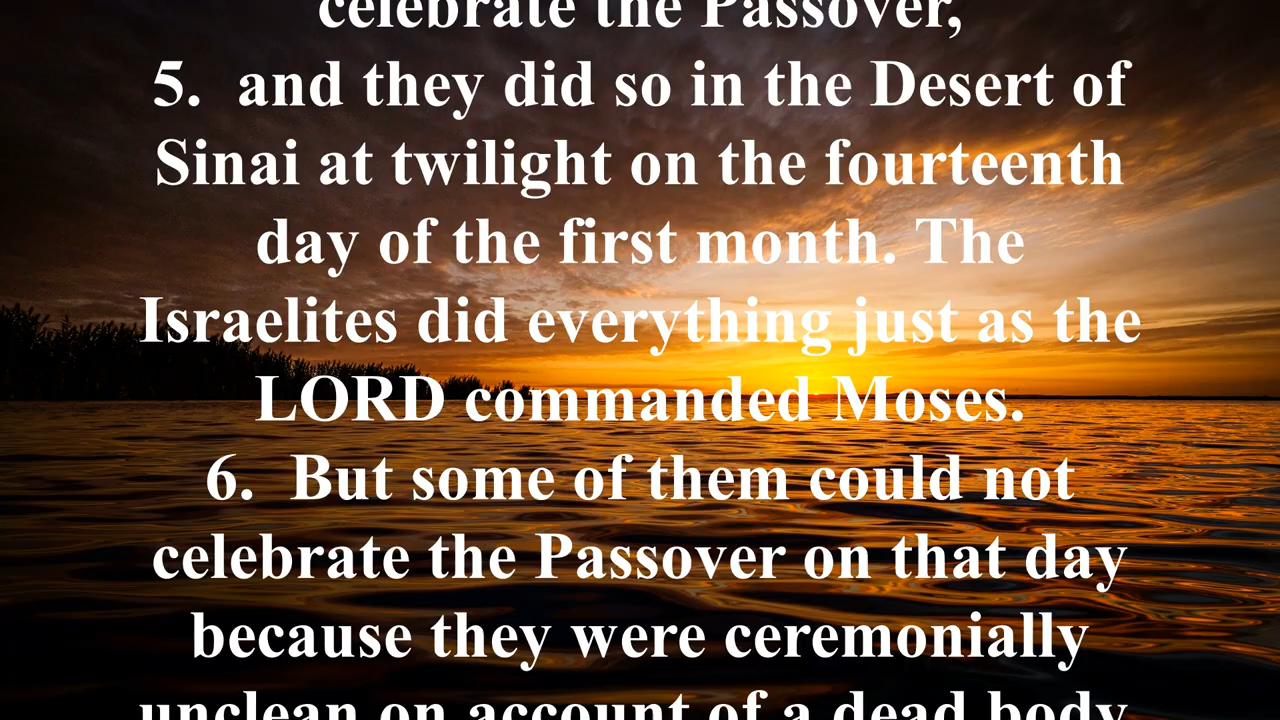 celebrate the Passover,
5. and they did so in the Desert of
Sinai at twilight on the fourteenth
day of the first month. The
Israelites did everything just as the
LORD commanded Moses.
6. But some of them could not
celebrate the Passover on that day
because they were ceremonially
unclean on account of a dead body.